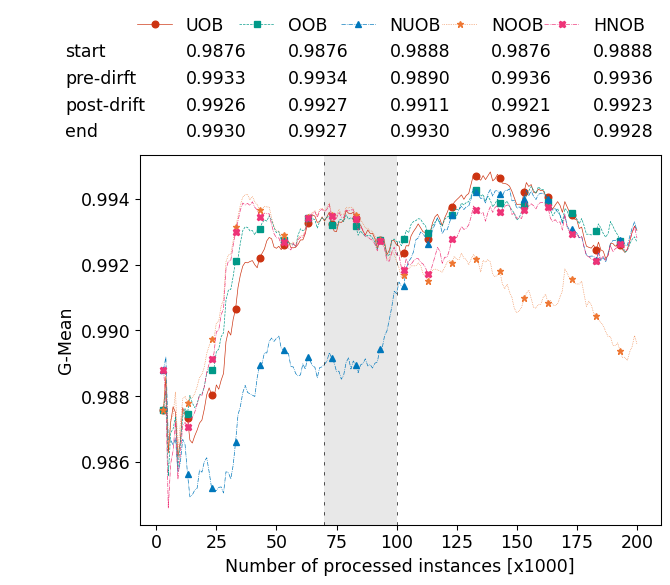 UOB OOB NUOB NOOB HNOB
start 0.9876 0.9876 0.9888 0.9876 0.9888
pre-dirft 0.9933 0.9934 0.9890 0.9936 0.9936
post-drift 0.9926 0.9927 0.9911 0.9921 0.9923
end 0.9930 0.9927 0.9930 0.9896 0.9928
0.994
0.992
0.990
0.988
0.986
G-Mean
0 25 50 75 100 125 150 175 200
Number of processed instances [x1000]